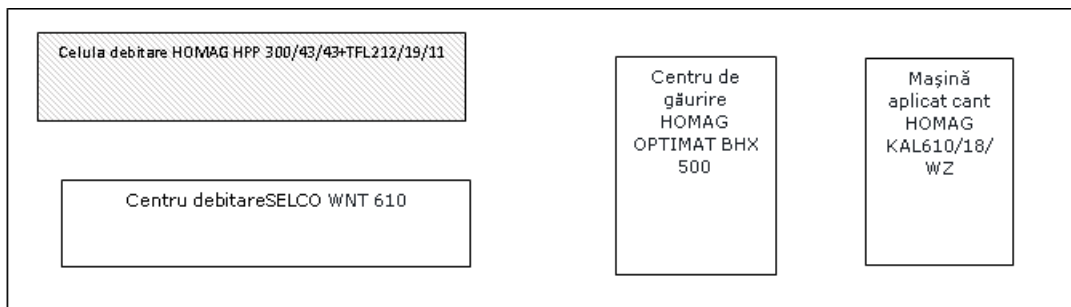 Celula debitare HOMAG HPP 300/43/43+TFL212/19/11
Centru debitareSELCO WNT 610
Centru de
găurire
HOMAG
OPTIMAT BHX
500
Mașină
aplicat cant
HOMAG
KAL610/18/
WZ